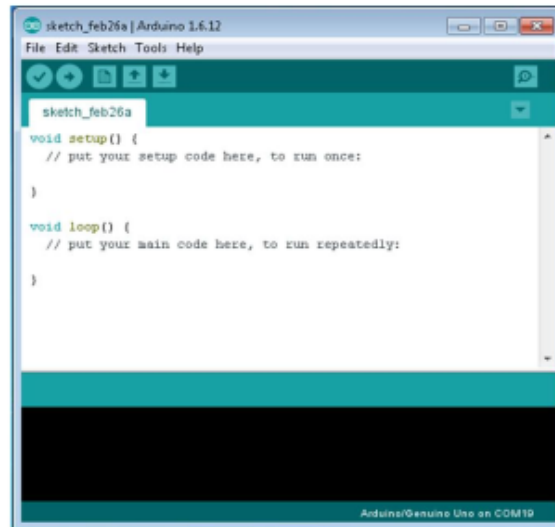 sketch_feb26a | Arduino 1.6.12
File Edit Sketch Tools Help
sketch_feb26a
void setup() {
// put your setup code here, to run once:
}
void loop() {
// put your main code here, to run repeatedly:
}
Arduino/Genuino Uno on COM19